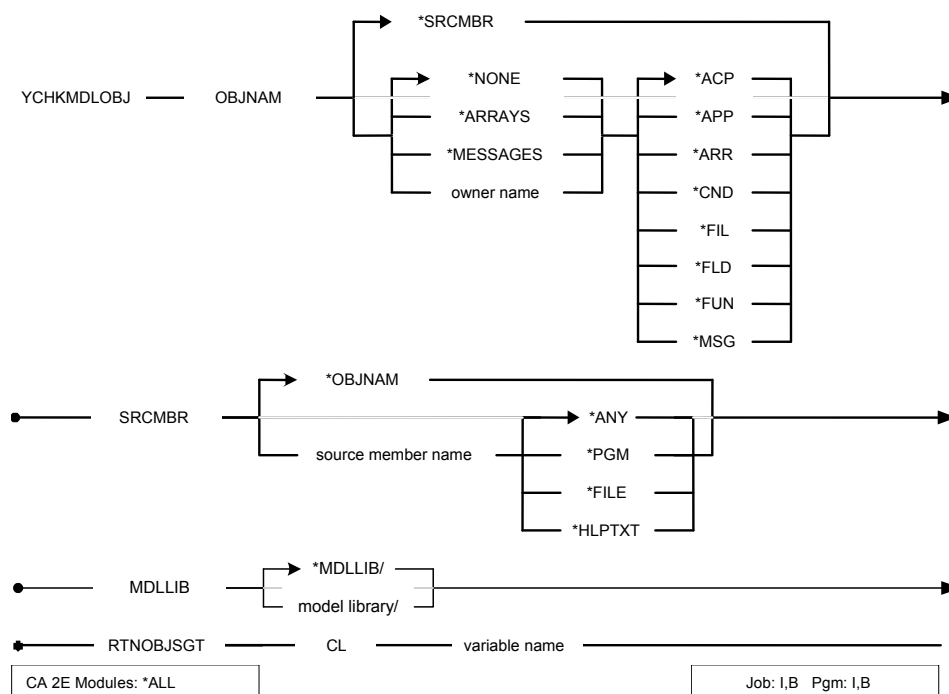 *SRCMBR
YCHKMDLOBJ
OBJNAM
*NONE
*ARRAYS
*MESSAGES
owner name
*ACP
*APP
*ARR
*CND
*FIL
*FLD
*FUN
*MSG
SRCMBR
*OBJNAM
source member name
*ANY
*PGM
*FILE
*HLPTXT
MDLLIB
*MDLLIB/
model library/
RTNOBJSGT CL variable name
CA 2E Modules: *ALL
Job: I,B Pgm: I,B